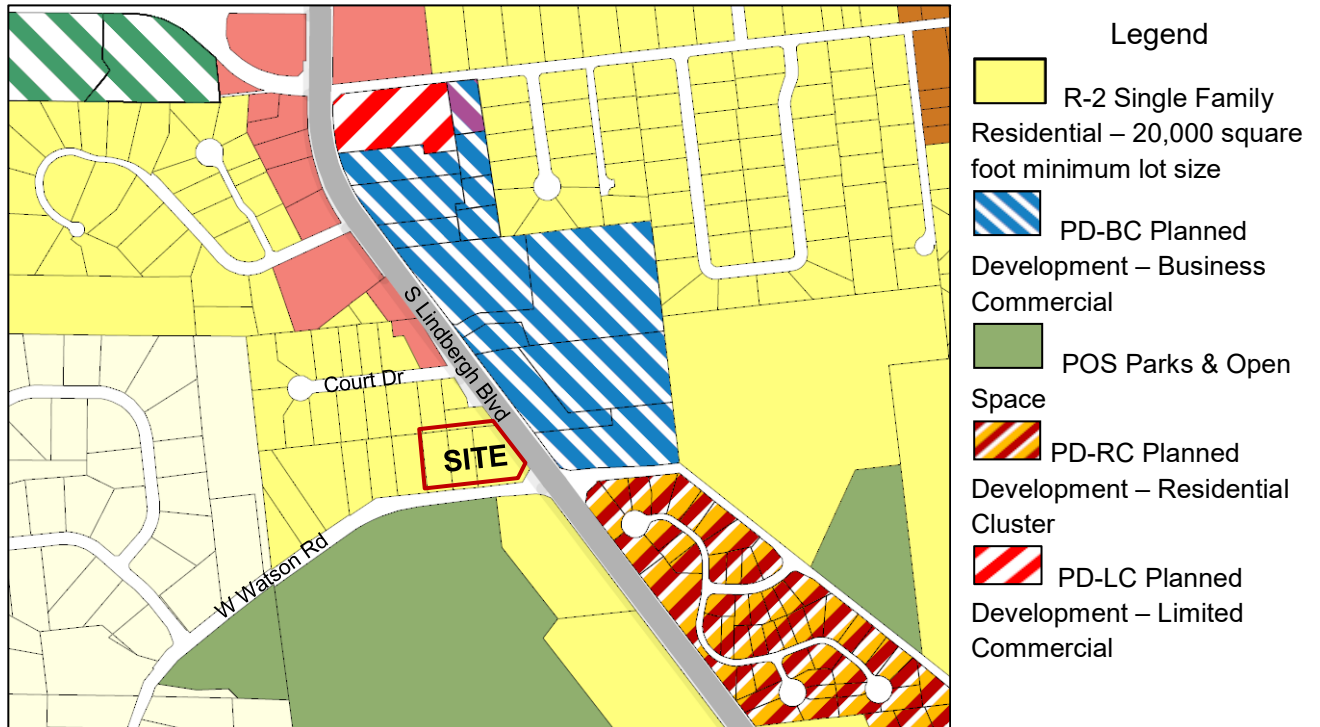 Legend
R-2 Single Family
Residential – 20,000 square
foot minimum lot size
PD-BC Planned
Development – Business
Commercial
POS Parks & Open
Space
PD-RC Planned
Development – Residential
Cluster
PD-LC Planned
Development – Limited
Commercial
S Lindbergh Blvd
Court Dr
SITE
W Watson Rd